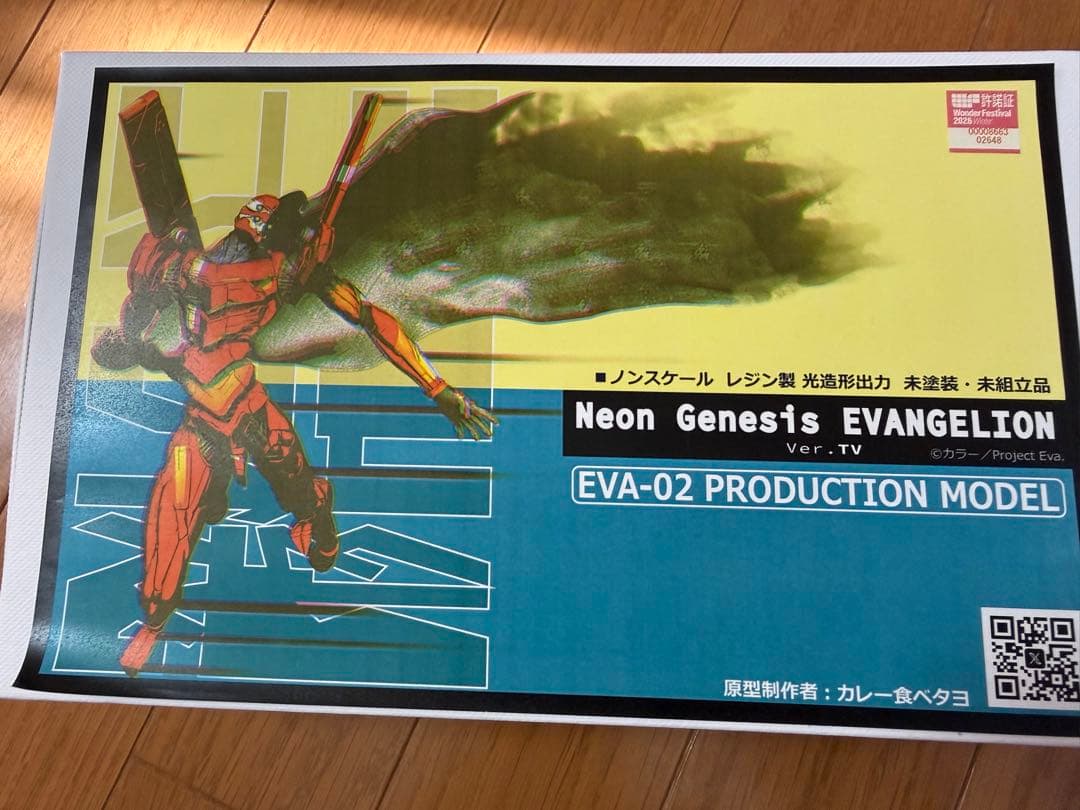 許諾証
Wonder Festival
2026 Winter
00008663
02648
■ノンスケール レジン製 光造形出力 未塗装・未組立品
Neon Genesis EVANGELION
Ver.TV
©カラー／Project Eva.
EVA-02 PRODUCTION MODEL
原型制作者：カレー食ベタヨ